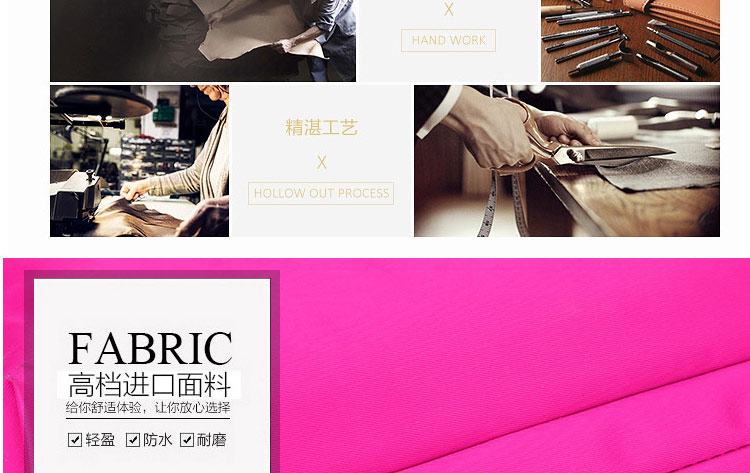 X
HAND WORK
精湛工艺
X
HOLLOW OUT PROCESS
FABRIC
高档进口面料
给你舒适体验，让你放心选择
轻盈 防水 耐磨